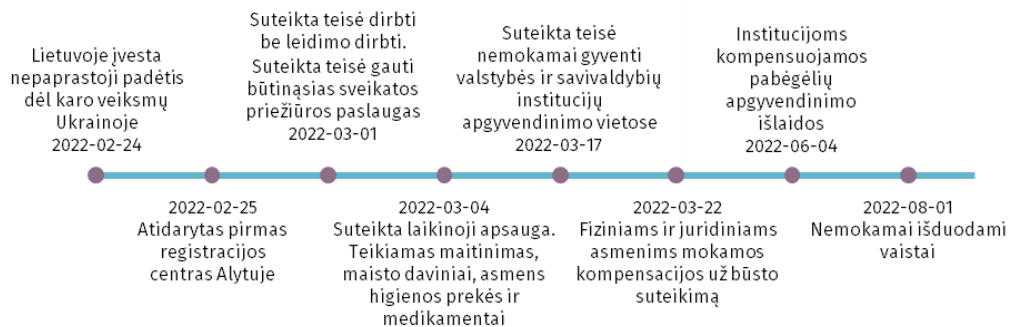 Lietuvoje įvesta
nepaprastoji padėtis
dėl karo veiksmų
Ukrainoje
2022-02-24
2022-02-25
Atidarytas pirmas
registracijos
centras Alytuje
Suteikta teisė dirbti
be leidimo dirbti.
Suteikta teisė gauti
būtinąsias sveikatos
priežiūros paslaugas
2022-03-01
2022-03-04
Suteikta laikinoji apsauga.
Teikiamas maitinimas,
maisto daviniai, asmens
higienos prekės ir
medikamentai
Suteikta teisė
nemokamai gyventi
valstybės ir savivaldybių
institucijų
apgyvendinimo vietose
2022-03-17
2022-03-22
Fiziniams ir juridiniams
asmenims mokamos
kompensacijos už būsto
suteikimą
Institucijoms
kompensuojamos
pabėgėlių
apgyvendinimo
išlaidos
2022-06-04
2022-08-01
Nemokamai išduodami
vaistai